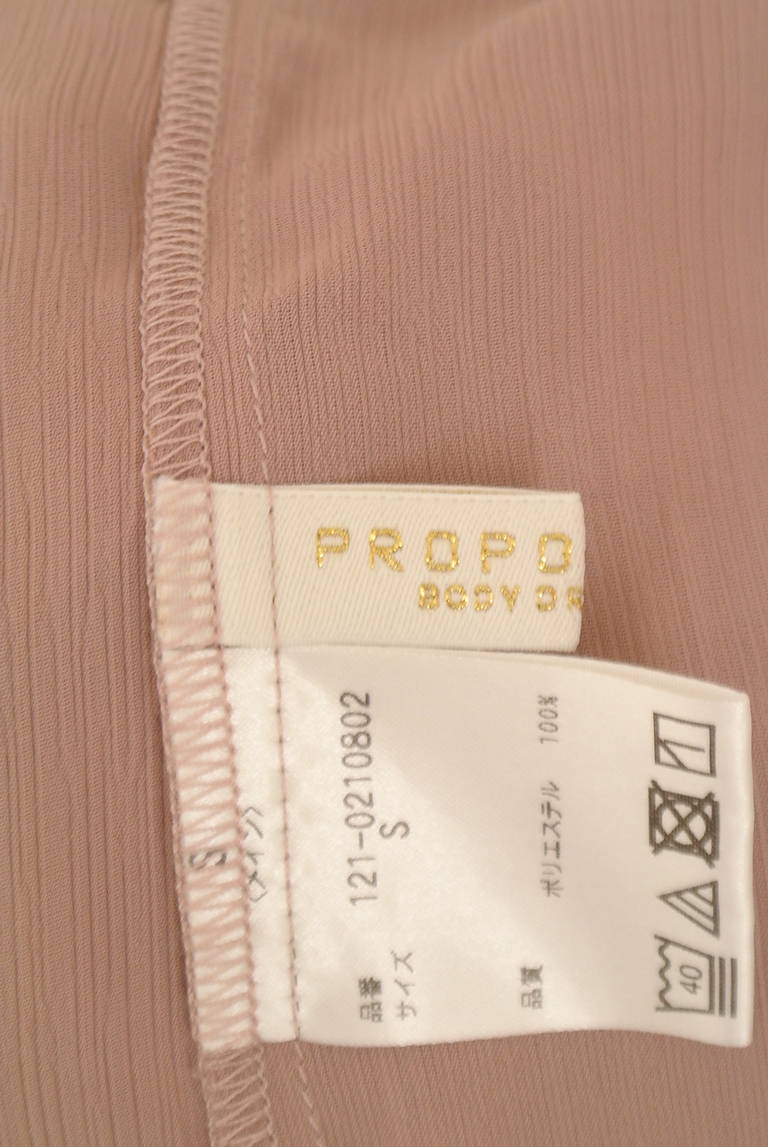 PROPO
BODY DR
S
〈メイン〉
品番 121-0210802
サイズ S
品質 ポリエステル 100%
40